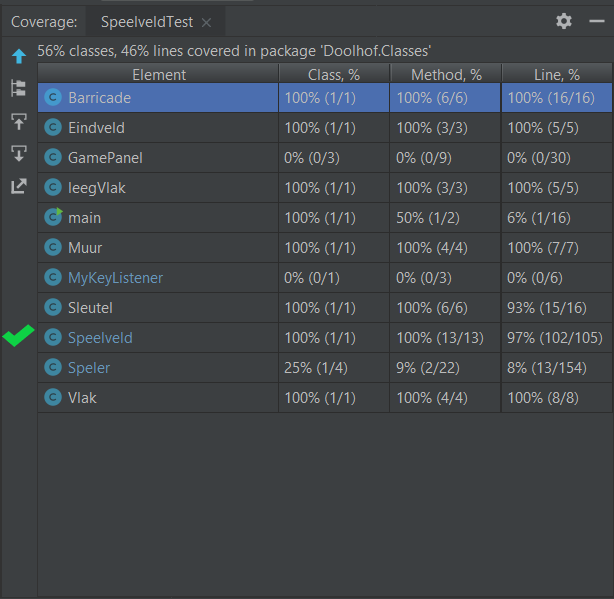 Coverage: SpeelveldTest
56% classes, 46% lines covered in package 'Doolhof.Classes'
Element Class, % Method, % Line, %
C Barricade 100% (1/1) 100% (6/6) 100% (16/16)
C Eindveld 100% (1/1) 100% (3/3) 100% (5/5)
C GamePanel 0% (0/3) 0% (0/9) 0% (0/30)
C leegVlak 100% (1/1) 100% (3/3) 100% (5/5)
C main 100% (1/1) 50% (1/2) 6% (1/16)
C Muur 100% (1/1) 100% (4/4) 100% (7/7)
C MyKeyListener 0% (0/1) 0% (0/3) 0% (0/6)
C Sleutel 100% (1/1) 100% (6/6) 93% (15/16)
C Speelveld 100% (1/1) 100% (13/13) 97% (102/105)
C Speler 25% (1/4) 9% (2/22) 8% (13/154)
C Vlak 100% (1/1) 100% (4/4) 100% (8/8)